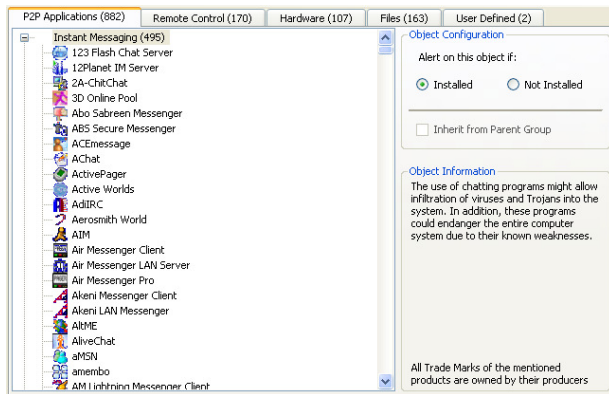 P2P Applications (882)
Remote Control (170)
Hardware (107)
Files (163)
User Defined (2)
Instant Messaging (495)
123 Flash Chat Server
12Planet IM Server
2A-ChitChat
3D Online Pool
Abo Sabreen Messenger
ABS Secure Messenger
ACEmessage
AChat
ActivePager
Active Worlds
AdiIRC
Aerosmith World
AIM
Air Messenger Client
Air Messenger LAN Server
Air Messenger Pro
Akeni Messenger Client
Akeni LAN Messenger
AltME
AliveChat
aMSN
amembo
AM Lightning Messenger Client
Object Configuration
Alert on this object if:
Installed
Not Installed
Inherit from Parent Group
Object Information
The use of chatting programs might allow
infiltration of viruses and Trojans into the
system. In addition, these programs
could endanger the entire computer
system due to their known weaknesses.
All Trade Marks of the mentioned
products are owned by their producers